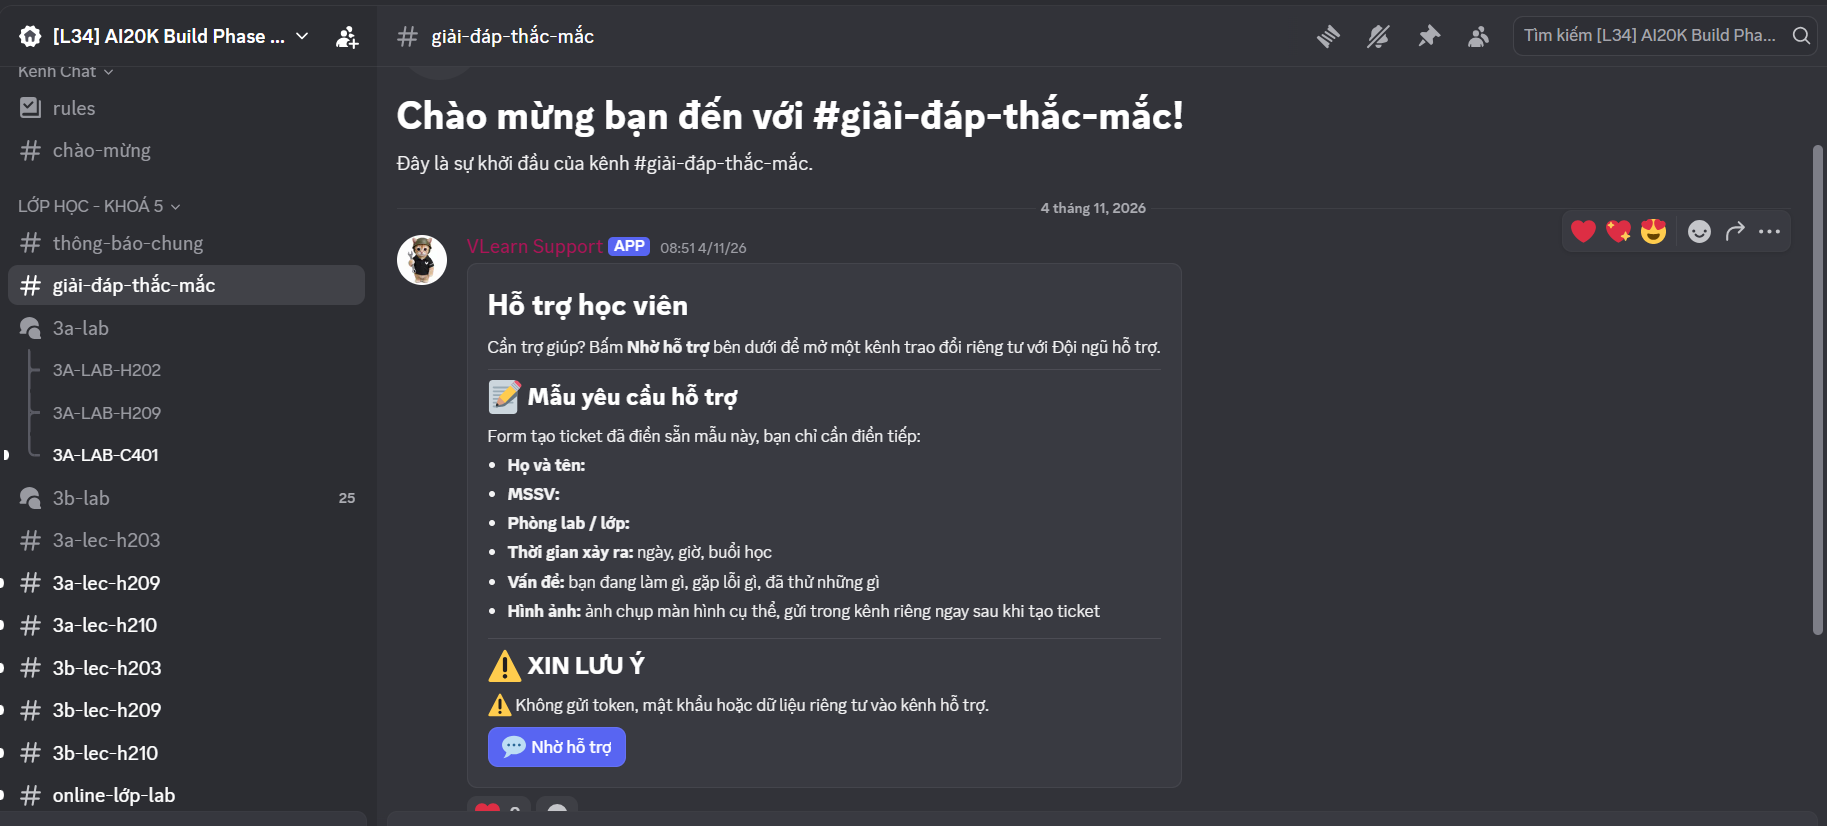 [L34] AI20K Build Phase ...
Kênh Chat
rules
chào-mừng
LỚP HỌC - KHOÁ 5
thông-báo-chung
giải-đáp-thắc-mắc
3a-lab
3A-LAB-H202
3A-LAB-H209
3A-LAB-C401
3b-lab
25
3a-lec-h203
3a-lec-h209
3a-lec-h210
3b-lec-h203
3b-lec-h209
3b-lec-h210
online-lớp-lab
giải-đáp-thắc-mắc
Tìm kiếm [L34] AI20K Build Pha...
Chào mừng bạn đến với #giải-đáp-thắc-mắc!
Đây là sự khởi đầu của kênh #giải-đáp-thắc-mắc.
4 tháng 11, 2026
VLearn Support APP 08:51 4/11/26
Hỗ trợ học viên
Cần trợ giúp? Bấm Nhờ hỗ trợ bên dưới để mở một kênh trao đổi riêng tư với Đội ngũ hỗ trợ.
Mẫu yêu cầu hỗ trợ
Form tạo ticket đã điền sẵn mẫu này, bạn chỉ cần điền tiếp:
• Họ và tên:
• MSSV:
• Phòng lab / lớp:
• Thời gian xảy ra: ngày, giờ, buổi học
• Vấn đề: bạn đang làm gì, gặp lỗi gì, đã thử những gì
• Hình ảnh: ảnh chụp màn hình cụ thể, gửi trong kênh riêng ngay sau khi tạo ticket
XIN LƯU Ý
Không gửi token, mật khẩu hoặc dữ liệu riêng tư vào kênh hỗ trợ.
Nhờ hỗ trợ